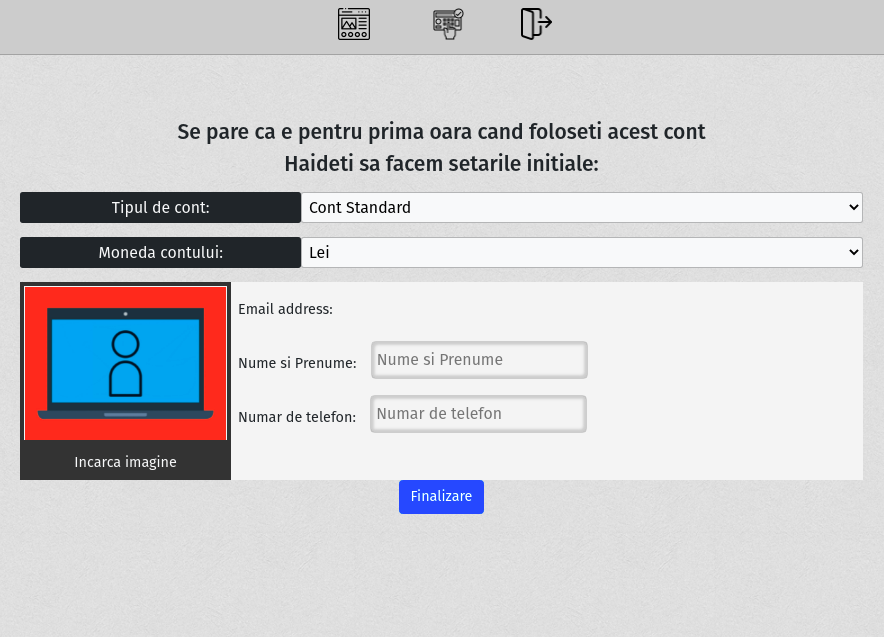 Se pare ca e pentru prima oara cand foloseti acest cont
Haideti sa facem setarile initiale:
Tipul de cont:
Cont Standard
Moneda contului:
Lei
Email address:
Nume si Prenume:
Nume si Prenume
Numar de telefon:
Numar de telefon
Incarca imagine
Finalizare